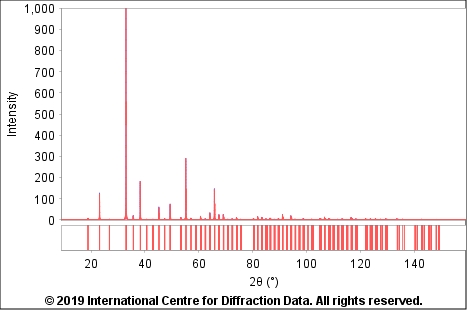 1,000
900
800
700
600
500
400
300
200
100
0
Intensity
20 40 60 80 100 120 140
2θ (°)
© 2019 International Centre for Diffraction Data. All rights reserved.